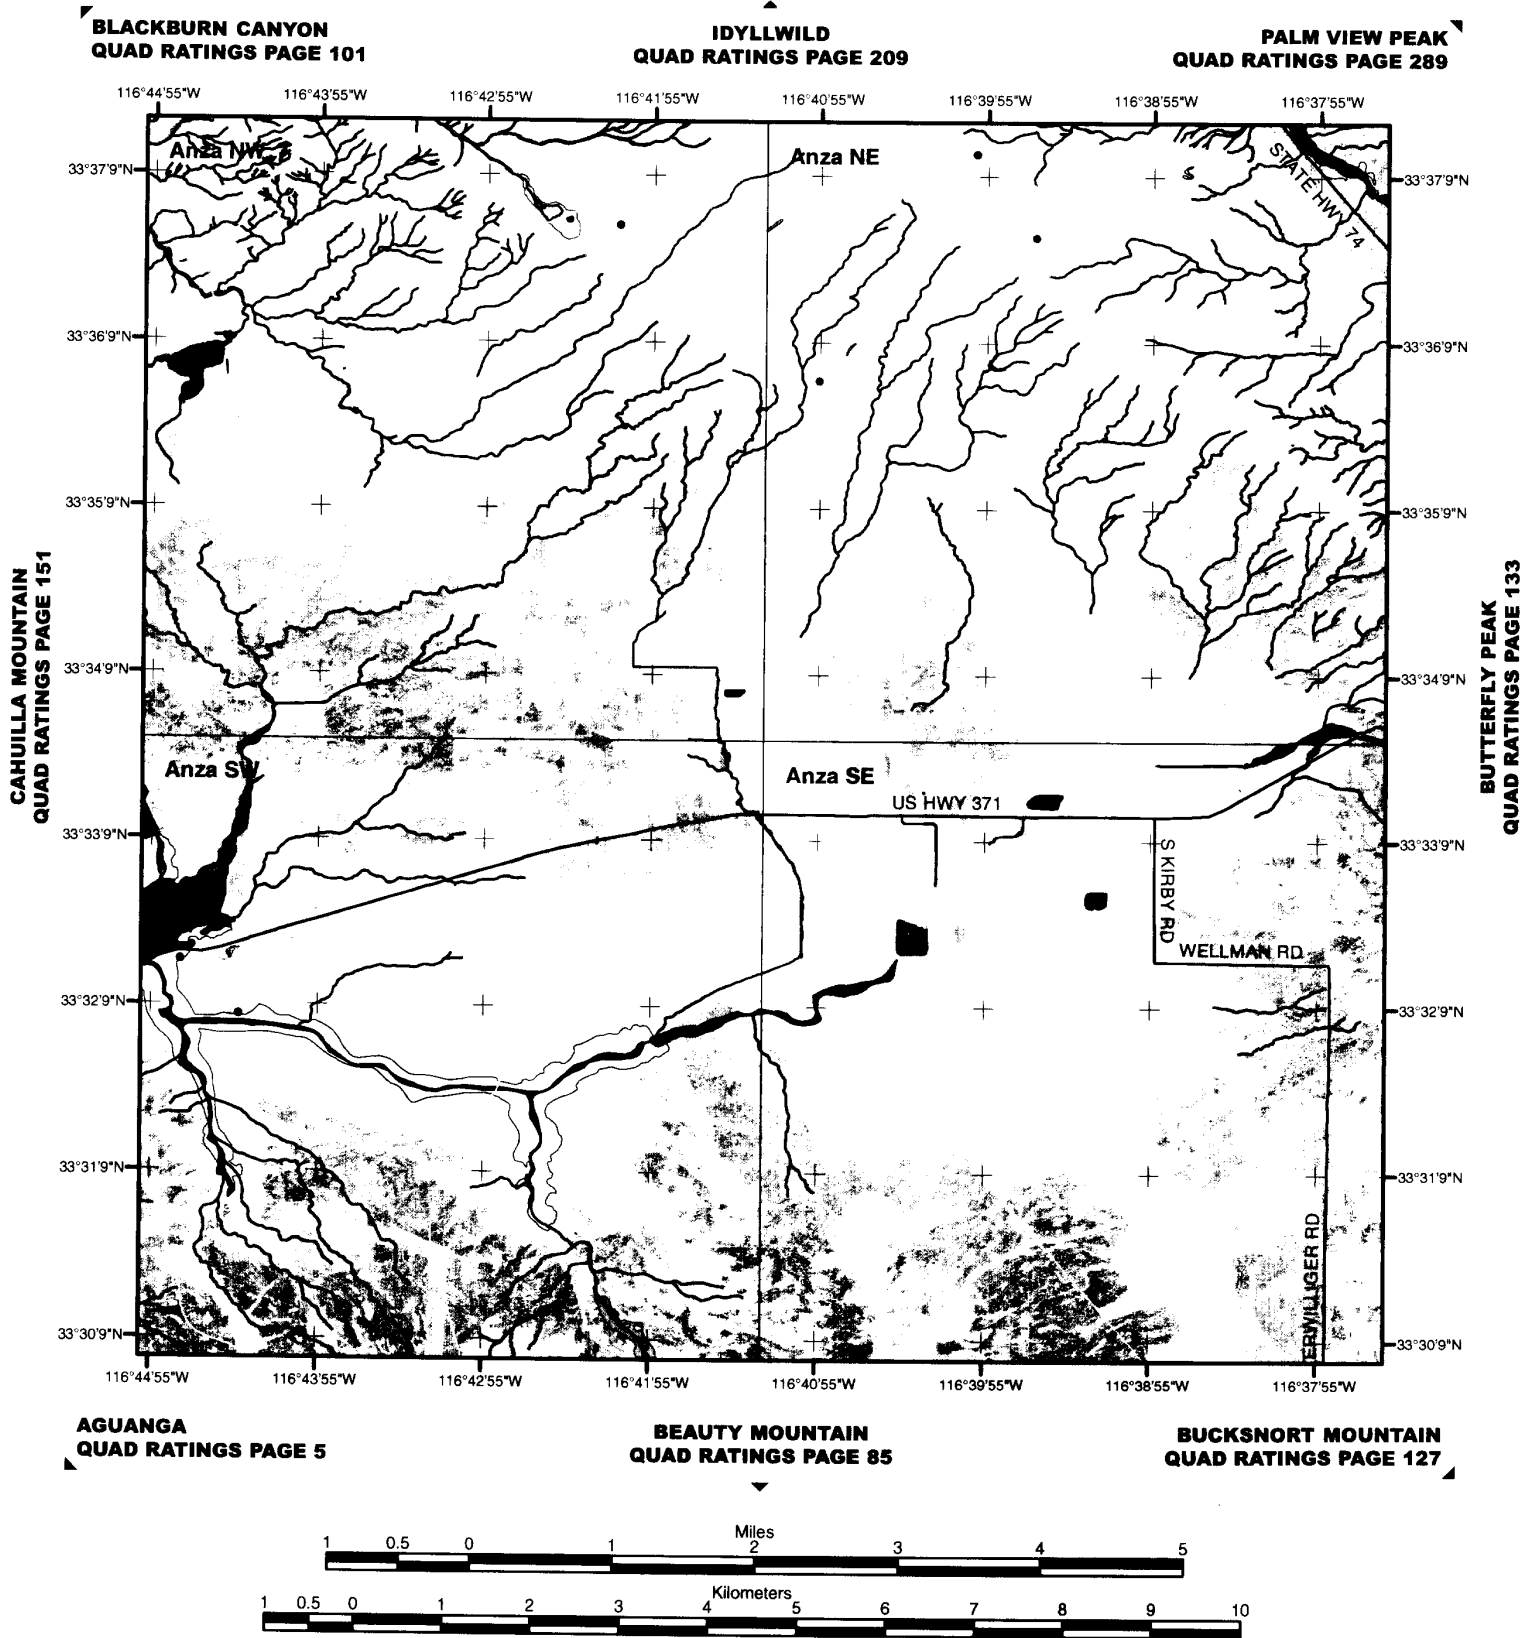 BLACKBURN CANYON
QUAD RATINGS PAGE 101
IDYLLWILD
QUAD RATINGS PAGE 209
PALM VIEW PEAK
QUAD RATINGS PAGE 289
116°44'55"W
116°43'55"W
116°42'55"W
116°41'55"W
116°40'55"W
116°39'55"W
116°38'55"W
116°37'55"W
Anza NW
Anza NE
STATE HWY 74
33°37'9"N
33°37'9"N
33°36'9"N
33°36'9"N
33°35'9"N
33°35'9"N
CAHUILLA MOUNTAIN
QUAD RATINGS PAGE 151
BUTTERFLY PEAK
QUAD RATINGS PAGE 133
33°34'9"N
33°34'9"N
Anza SW
Anza SE
US HWY 371
33°33'9"N
33°33'9"N
S KIRBY RD
WELLMAN RD
33°32'9"N
33°32'9"N
33°31'9"N
33°31'9"N
ERWILLIGER RD
33°30'9"N
33°30'9"N
116°44'55"W
116°43'55"W
116°42'55"W
116°41'55"W
116°40'55"W
116°39'55"W
116°38'55"W
116°37'55"W
AGUANGA
QUAD RATINGS PAGE 5
BEAUTY MOUNTAIN
QUAD RATINGS PAGE 85
BUCKSNORT MOUNTAIN
QUAD RATINGS PAGE 127
Miles
1 0.5 0 1 2 3 4 5
Kilometers
1 0.5 0 1 2 3 4 5 6 7 8 9 10